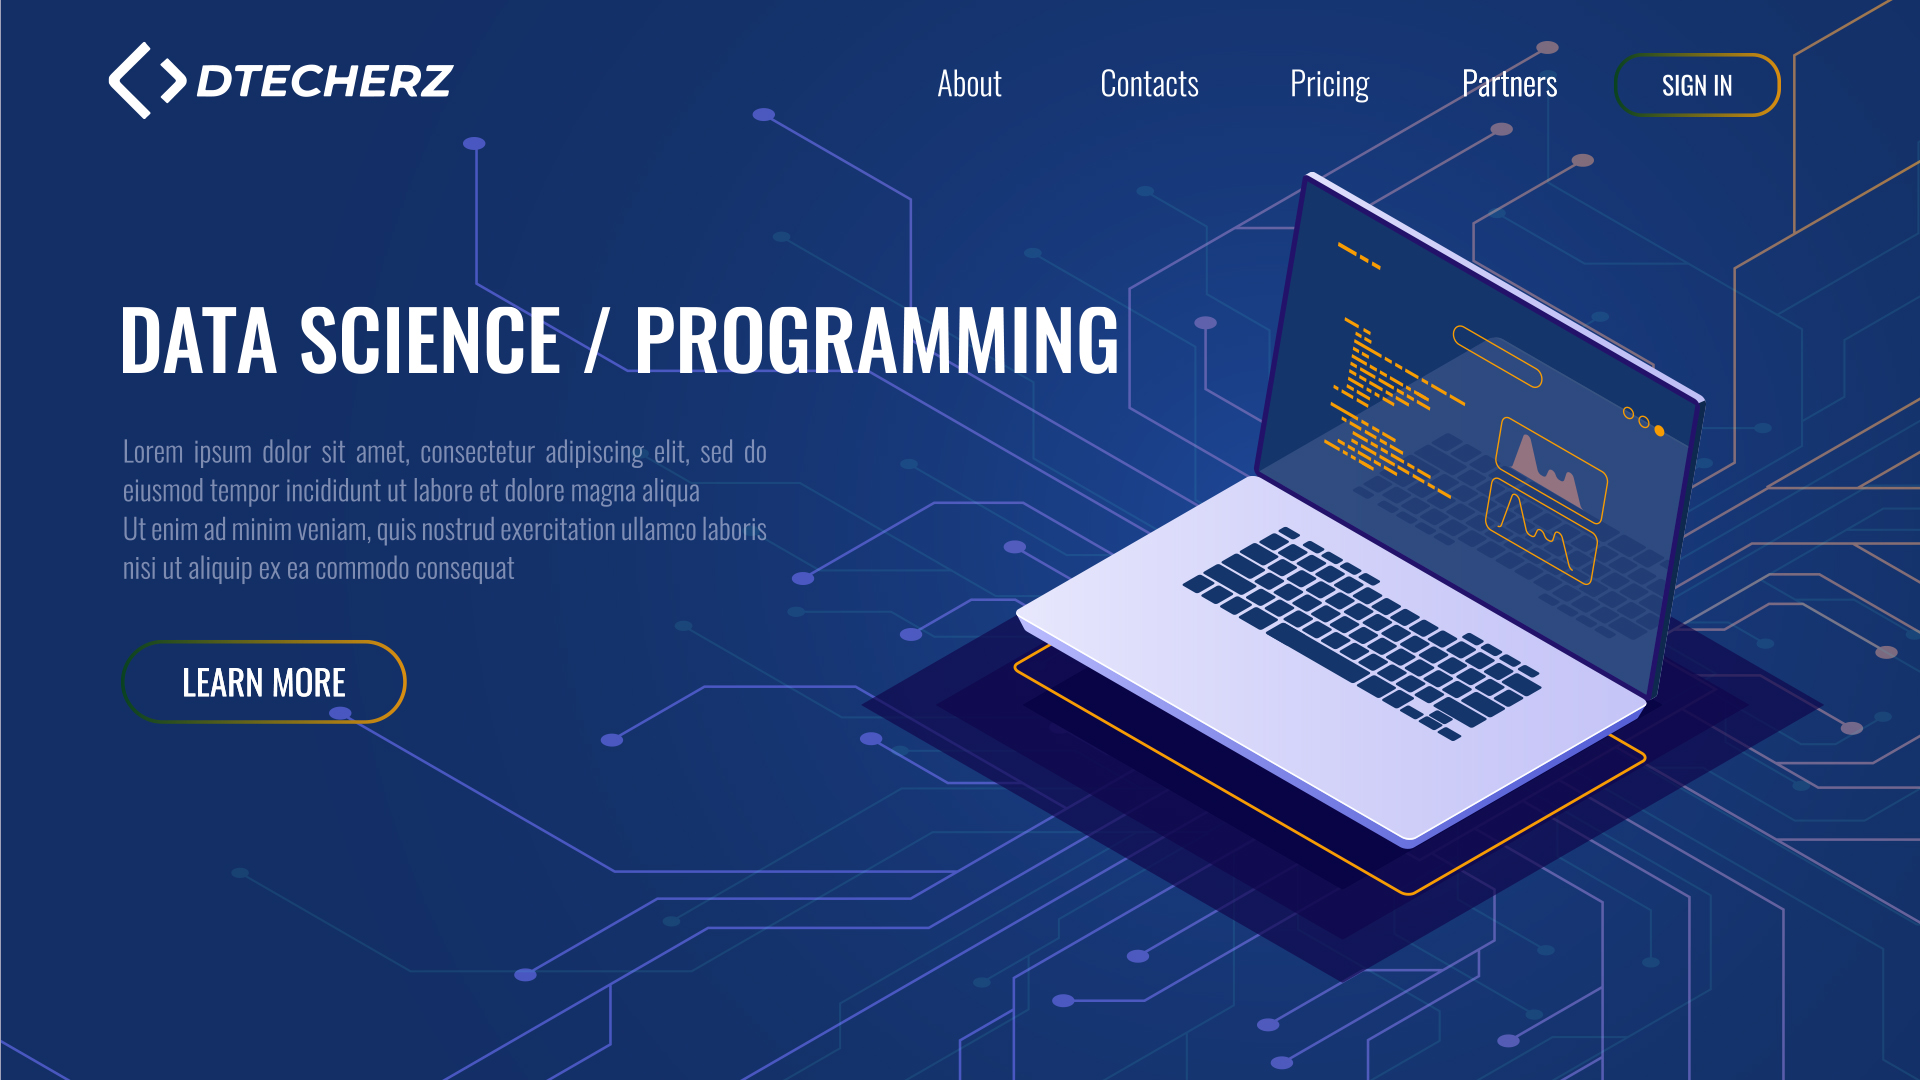 DTECHERZ
About Contacts Pricing Partners SIGN IN
DATA SCIENCE / PROGRAMMING
Lorem ipsum dolor sit amet, consectetur adipiscing elit, sed do
eiusmod tempor incididunt ut labore et dolore magna aliqua
Ut enim ad minim veniam, quis nostrud exercitation ullamco laboris
nisi ut aliquip ex ea commodo consequat
LEARN MORE